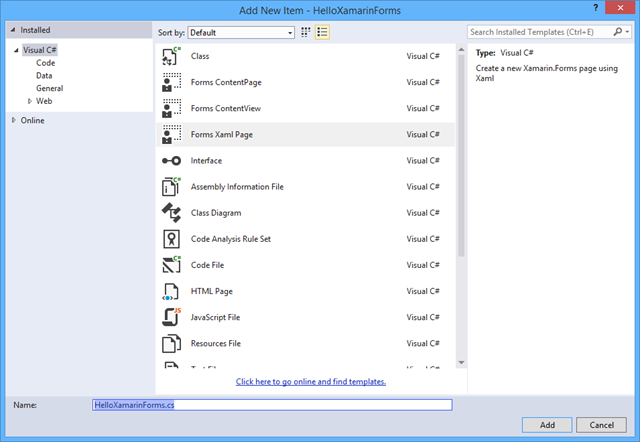 Add New Item - HelloXamarinForms
? x
Installed
Sort by: Default
Search Installed Templates (Ctrl+E)
Visual C#
Code
Data
General
Web
Online
C# Class Visual C#
Forms ContentPage Visual C#
Forms ContentView Visual C#
Forms Xaml Page Visual C#
Interface Visual C#
C# Assembly Information File Visual C#
Class Diagram Visual C#
Code Analysis Rule Set Visual C#
C# Code File Visual C#
HTML Page Visual C#
JS JavaScript File Visual C#
Resources File Visual C#
Type: Visual C#
Create a new Xamarin.Forms page using
Xaml
Click here to go online and find templates.
Name: HelloXamarinForms.cs
Add Cancel